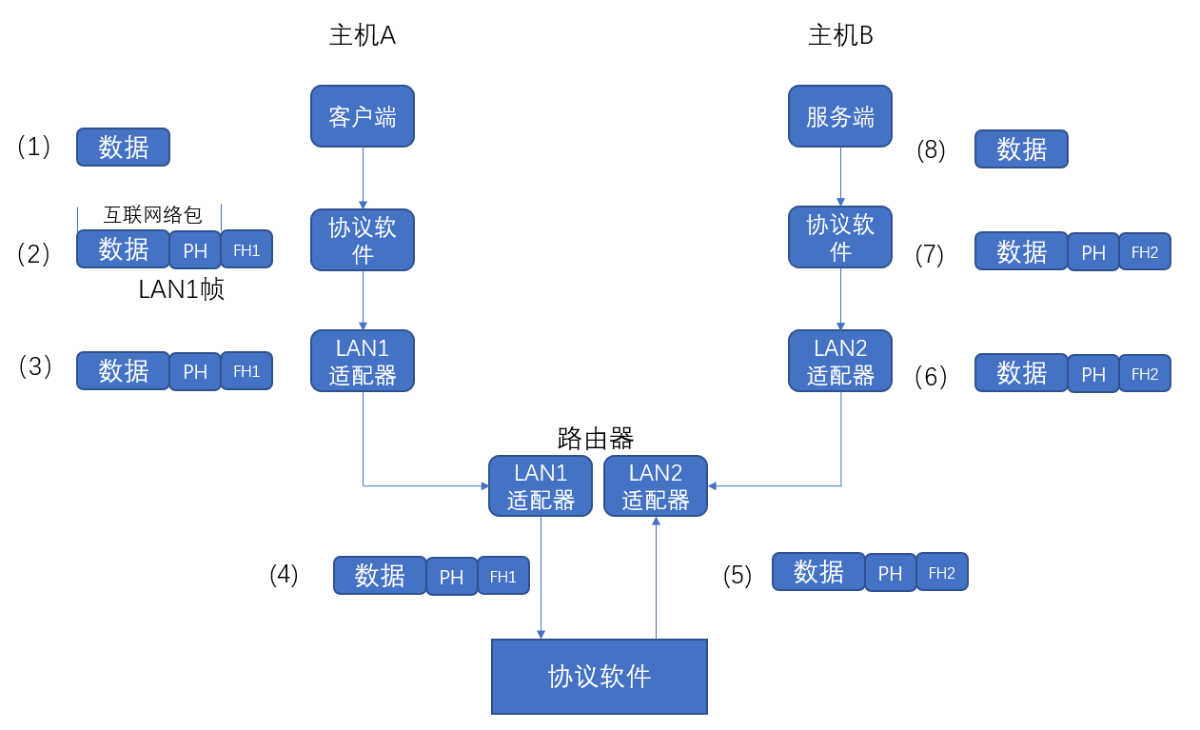 主机A
主机B
客户端
服务端
(1)
数据
(8)
数据
互联网络包
(2)
数据
PH
FH1
LAN1帧
协议软
件
协议软
件
(7)
数据
PH
FH2
(3)
数据
PH
FH1
LAN1
适配器
LAN2
适配器
(6)
数据
PH
FH2
路由器
LAN1
适配器
LAN2
适配器
(4)
数据
PH
FH1
(5)
数据
PH
FH2
协议软件